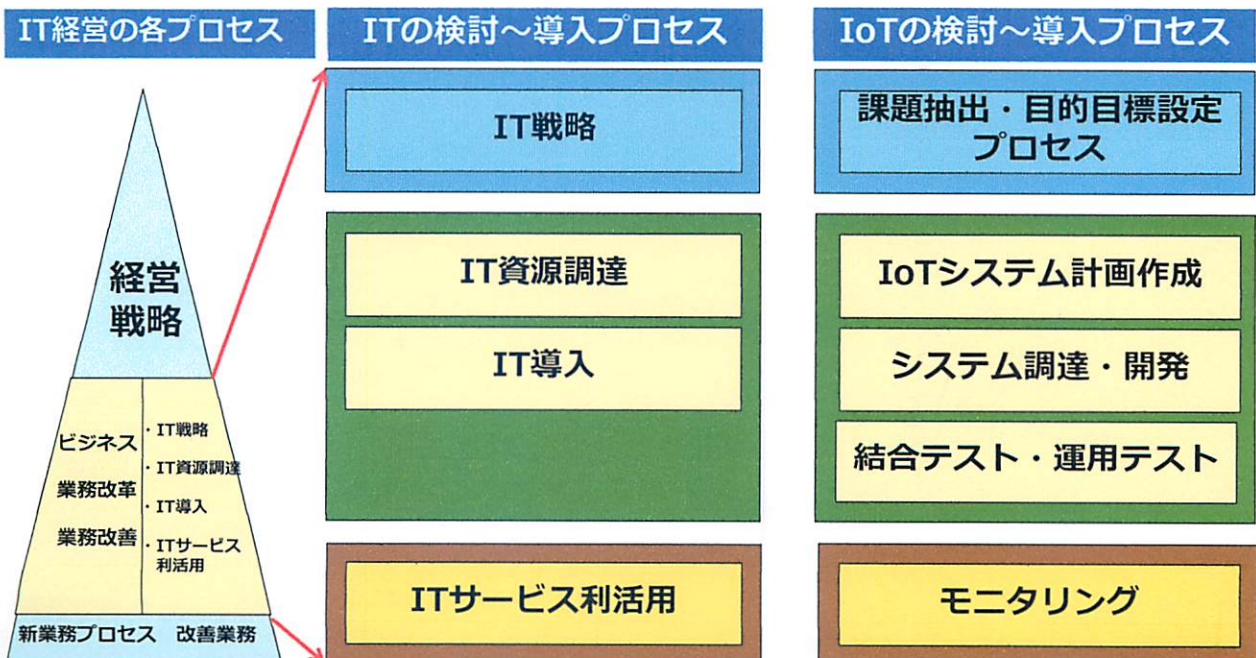 IT経営の各プロセス
ITの検討～導入プロセス
IoTの検討～導入プロセス
経営
戦略
ビジネス
業務改革
業務改善
・IT戦略
・IT資源調達
・IT導入
・ITサービス
利活用
新業務プロセス　改善業務
IT戦略
IT資源調達
IT導入
ITサービス利活用
課題抽出・目的目標設定
プロセス
IoTシステム計画作成
システム調達・開発
結合テスト・運用テスト
モニタリング